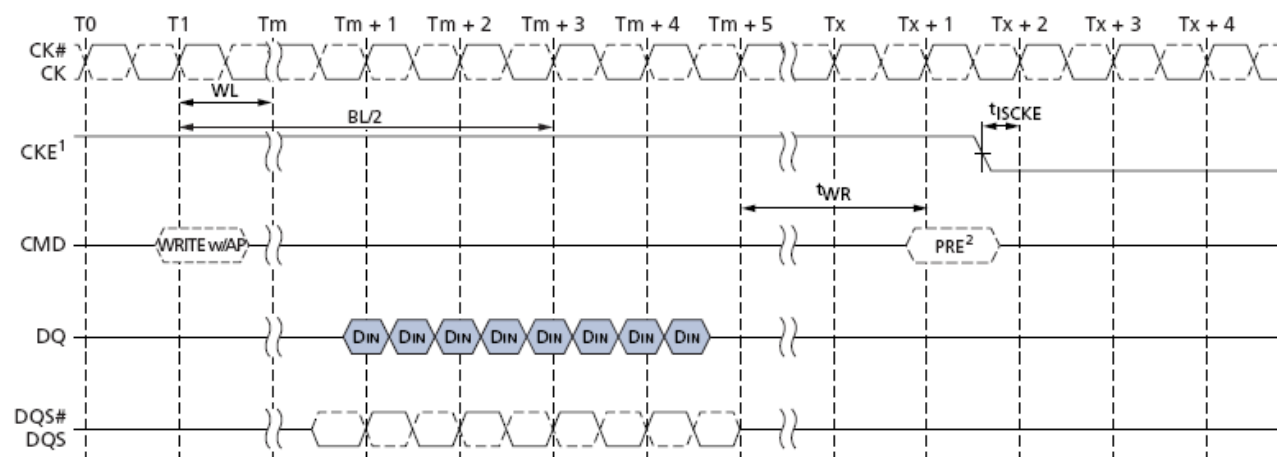 T0 T1 Tm Tm + 1 Tm + 2 Tm + 3 Tm + 4 Tm + 5 Tx Tx + 1 Tx + 2 Tx + 3 Tx + 4
CK#
CK
WL
BL/2
tISCKE
CKE1
tWR
CMD WRITE w/AP PRE2
DQ DIN DIN DIN DIN DIN DIN DIN DIN
DQS#
DQS